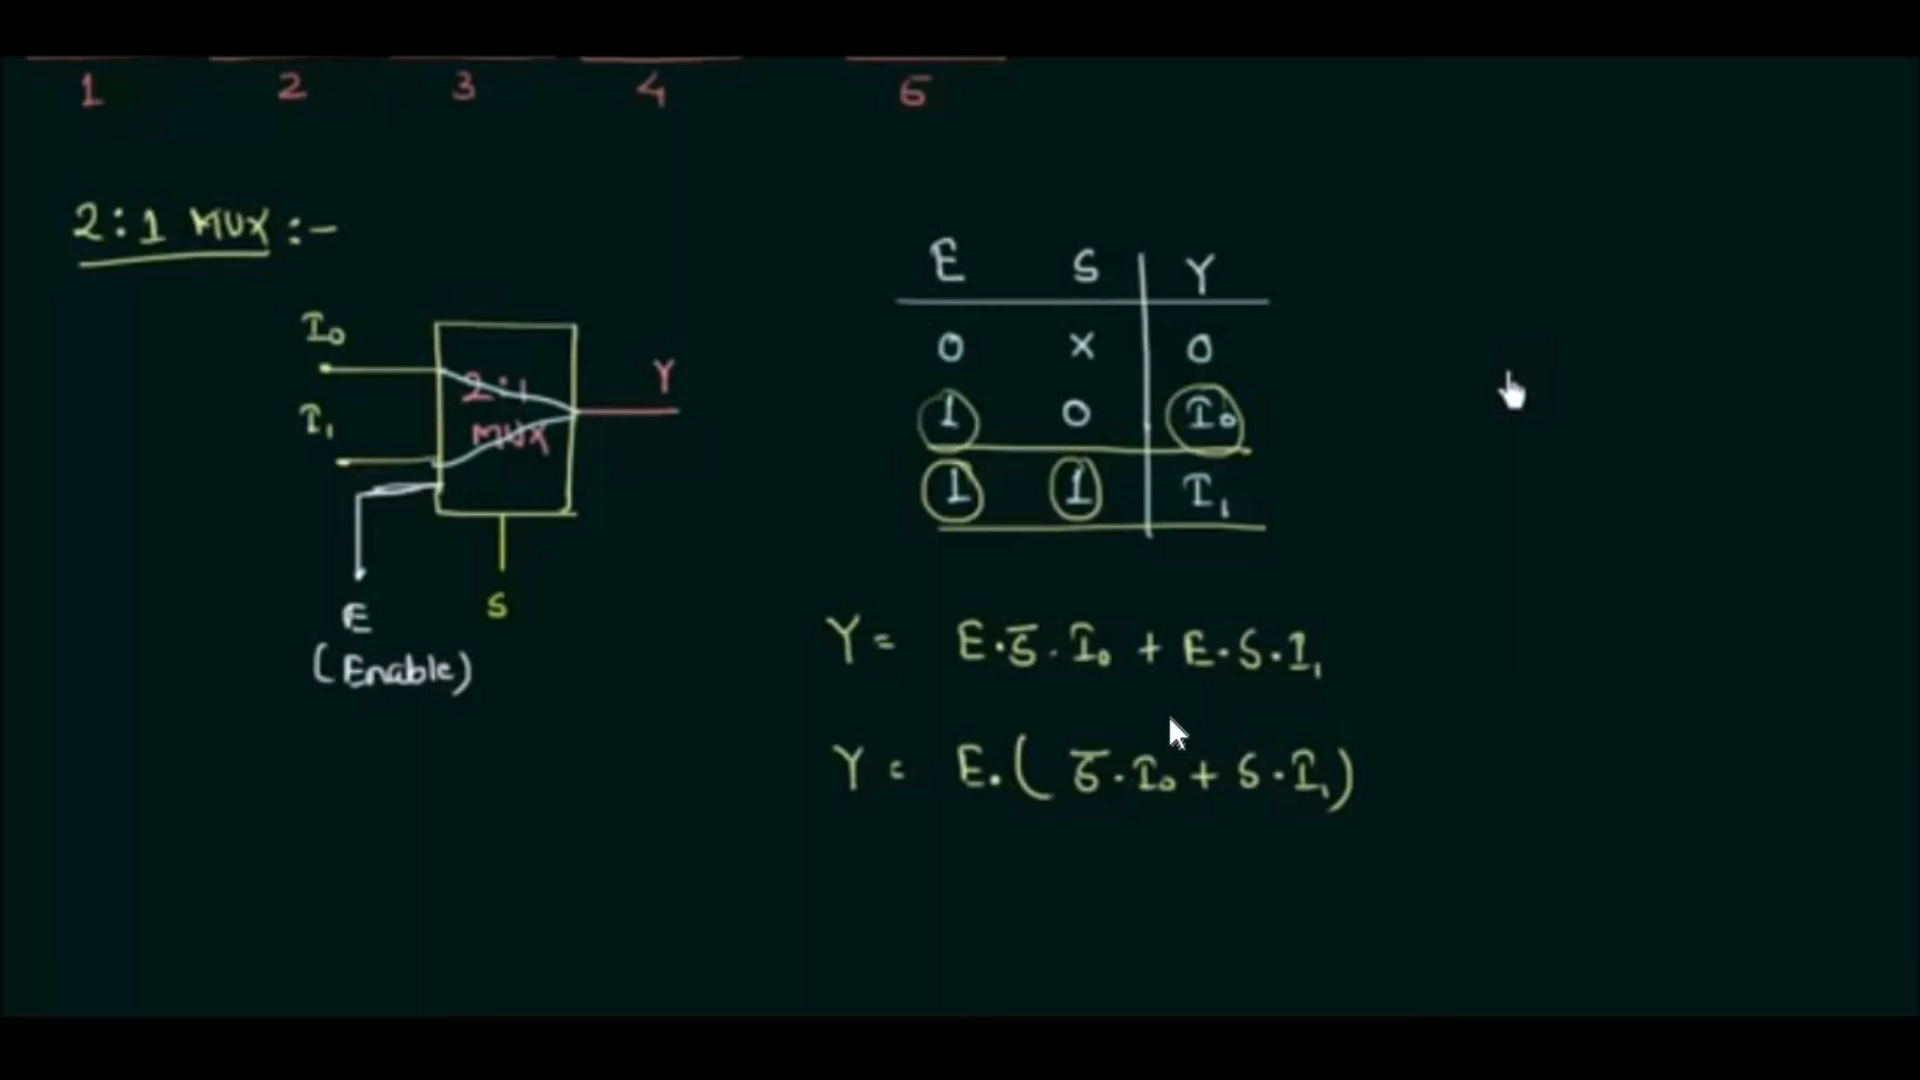 1 2 3 4 5
2:1 MUX :-
I₀
I₁
2:1
MUX
Y
E
(Enable)
S
E S Y
0 X 0
1 0 I₀
1 1 I₁
Y = E·S̅·I₀ + E·S·I₁
Y = E.( S̅·I₀ + S·I₁)